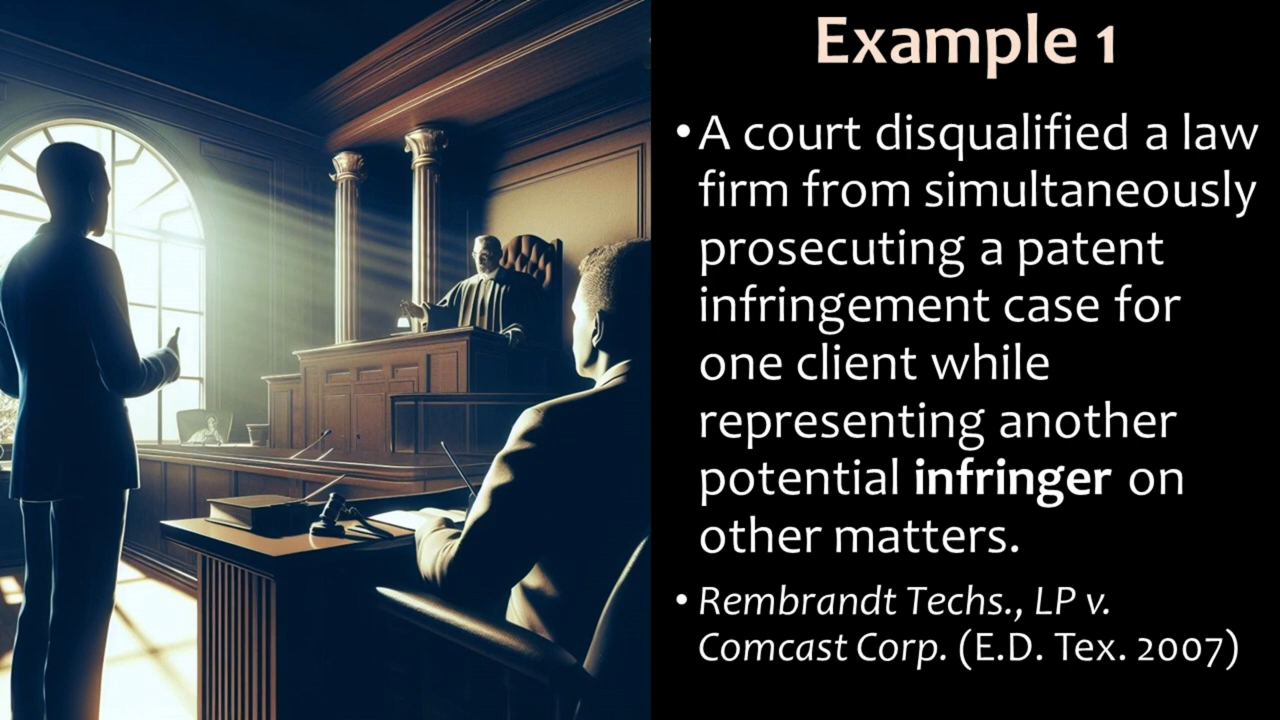 Example 1
• A court disqualified a law
firm from simultaneously
prosecuting a patent
infringement case for
one client while
representing another
potential infringer on
other matters.
• Rembrandt Techs., LP v.
Comcast Corp. (E.D. Tex. 2007)